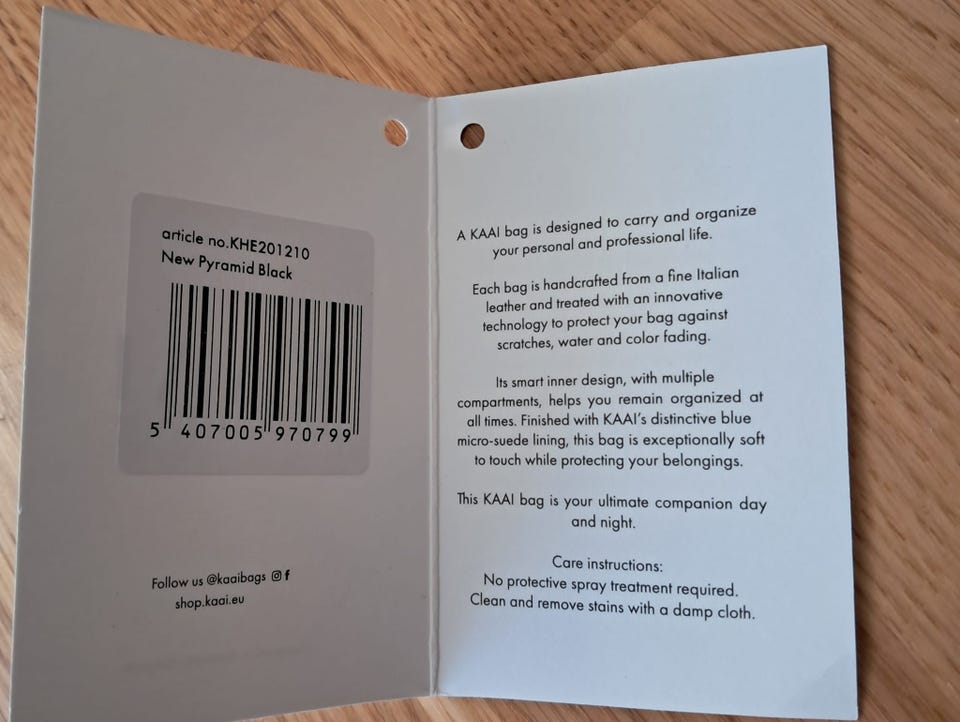 article no.KHE201210
New Pyramid Black
5 407005 970799
Follow us @kaaibags
shop.kaai.eu
A KAAI bag is designed to carry and organize
your personal and professional life.
Each bag is handcrafted from a fine Italian
leather and treated with an innovative
technology to protect your bag against
scratches, water and color fading.
Its smart inner design, with multiple
compartments, helps you remain organized at
all times. Finished with KAAI's distinctive blue
micro-suede lining, this bag is exceptionally soft
to touch while protecting your belongings.
This KAAI bag is your ultimate companion day
and night.
Care instructions:
No protective spray treatment required.
Clean and remove stains with a damp cloth.